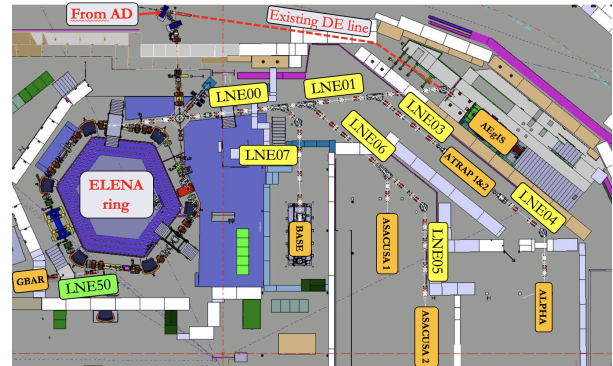 From AD
Existing DE line
LNE00
LNE01
LNE03
AEgIS
LNE07
LNE06
ATRAP 1&2
ELENA
ring
LNE04
BASE
ASACUSA 1
LNE05
GBAR
LNE50
ASACUSA 2
ALPHA